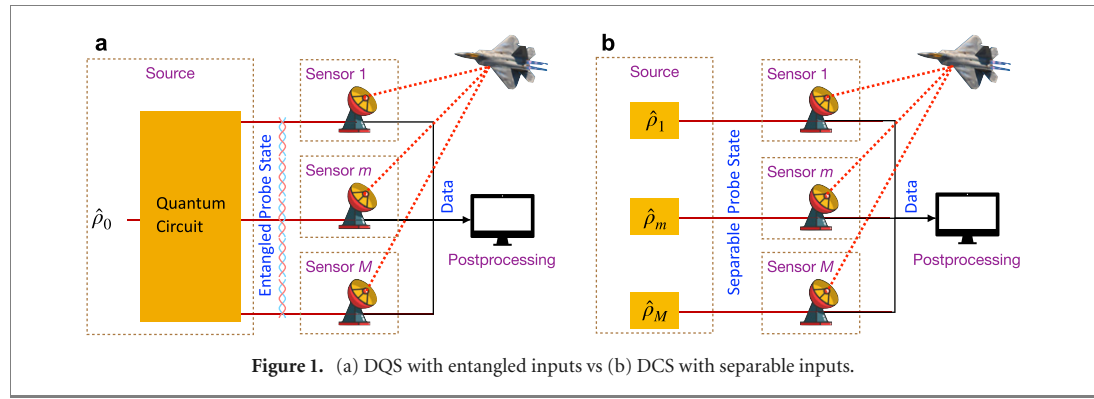 a
Source
Quantum
Circuit
ρ̂₀
Entangled Probe State
Sensor 1
Sensor m
Sensor M
Data
Postprocessing
b
Source
ρ̂₁
ρ̂ₘ
ρ̂_M
Separable Probe State
Sensor 1
Sensor m
Sensor M
Data
Postprocessing
Figure 1. (a) DQS with entangled inputs vs (b) DCS with separable inputs.